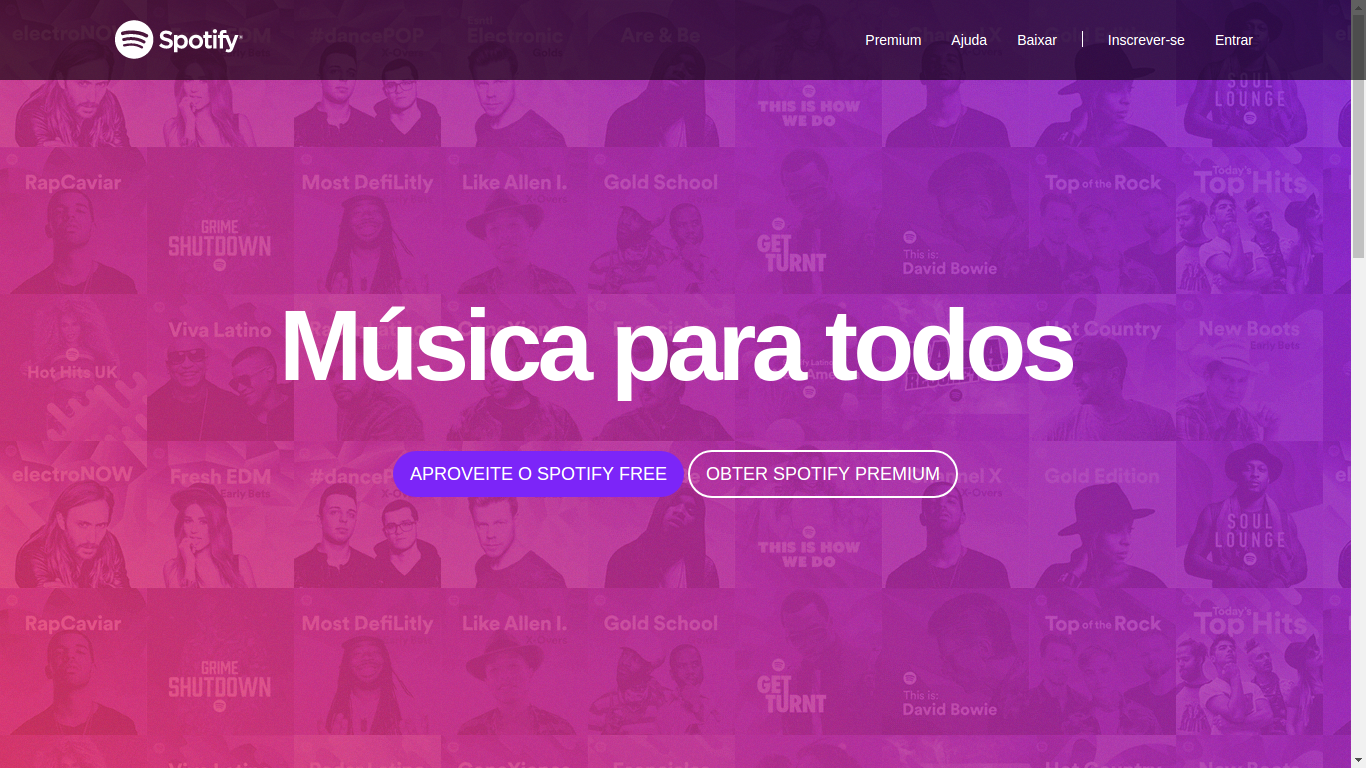 Spotify®
Premium
Ajuda
Baixar
Inscrever-se
Entrar
electroNOW
#dancePOP
Electronic
Are & Be
SOUL
LOUNGE
THIS IS HOW
WE DO
RapCaviar
GRIME
SHUTDOWN
Most DefiLitly
Like Allen I.
Gold School
GET
TURNT
This is:
David Bowie
Top of the Rock
Today's
Top Hits
Hot Hits UK
Viva Latino
Hot Country
New Boots
Early Bets
Música para todos
APROVEITE O SPOTIFY FREE
OBTER SPOTIFY PREMIUM
electroNOW
Fresh EDM
Early Bets
#dancePOP
X-Overs
Gold Edition
SOUL
LOUNGE
THIS IS HOW
WE DO
RapCaviar
GRIME
SHUTDOWN
Most DefiLitly
Like Allen I.
Gold School
GET
TURNT
This is:
David Bowie
Top of the Rock
Today's
Top Hits